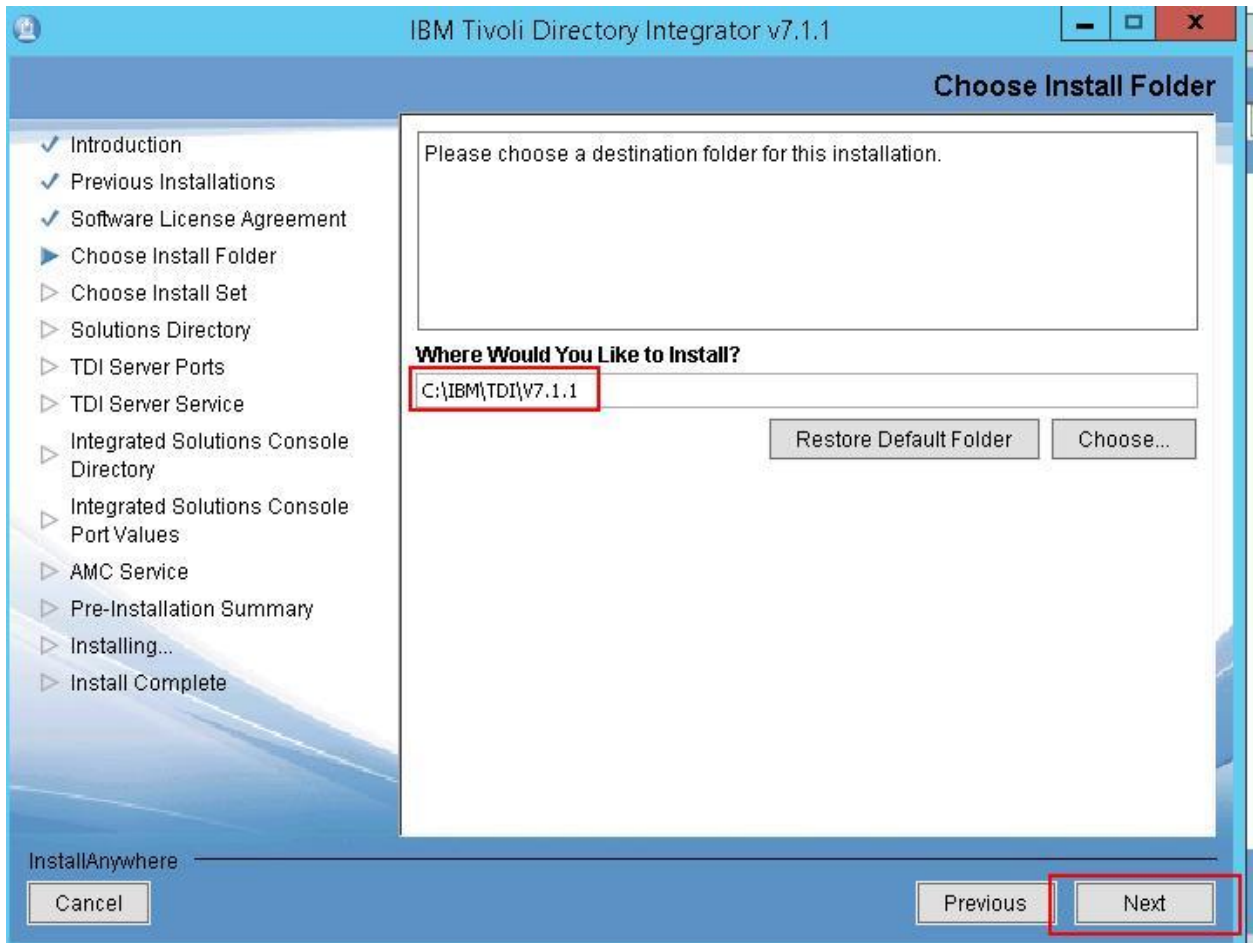 IBM Tivoli Directory Integrator v7.1.1
Choose Install Folder
Introduction
Previous Installations
Software License Agreement
Choose Install Folder
Choose Install Set
Solutions Directory
TDI Server Ports
TDI Server Service
Integrated Solutions Console
Directory
Integrated Solutions Console
Port Values
AMC Service
Pre-Installation Summary
Installing...
Install Complete
Please choose a destination folder for this installation.
Where Would You Like to Install?
C:\IBM\TDI\V7.1.1
Restore Default Folder
Choose...
InstallAnywhere
Cancel
Previous
Next